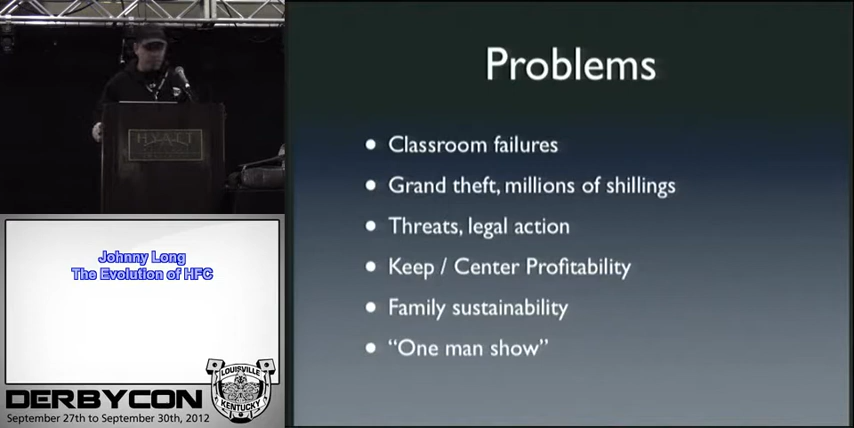 HYATT
Johnny Long
The Evolution of HFC
LOUISVILLE
KENTUCKY
DERBYCON
September 27th to September 30th, 2012
Problems
• Classroom failures
• Grand theft, millions of shillings
• Threats, legal action
• Keep / Center Profitability
• Family sustainability
• “One man show”